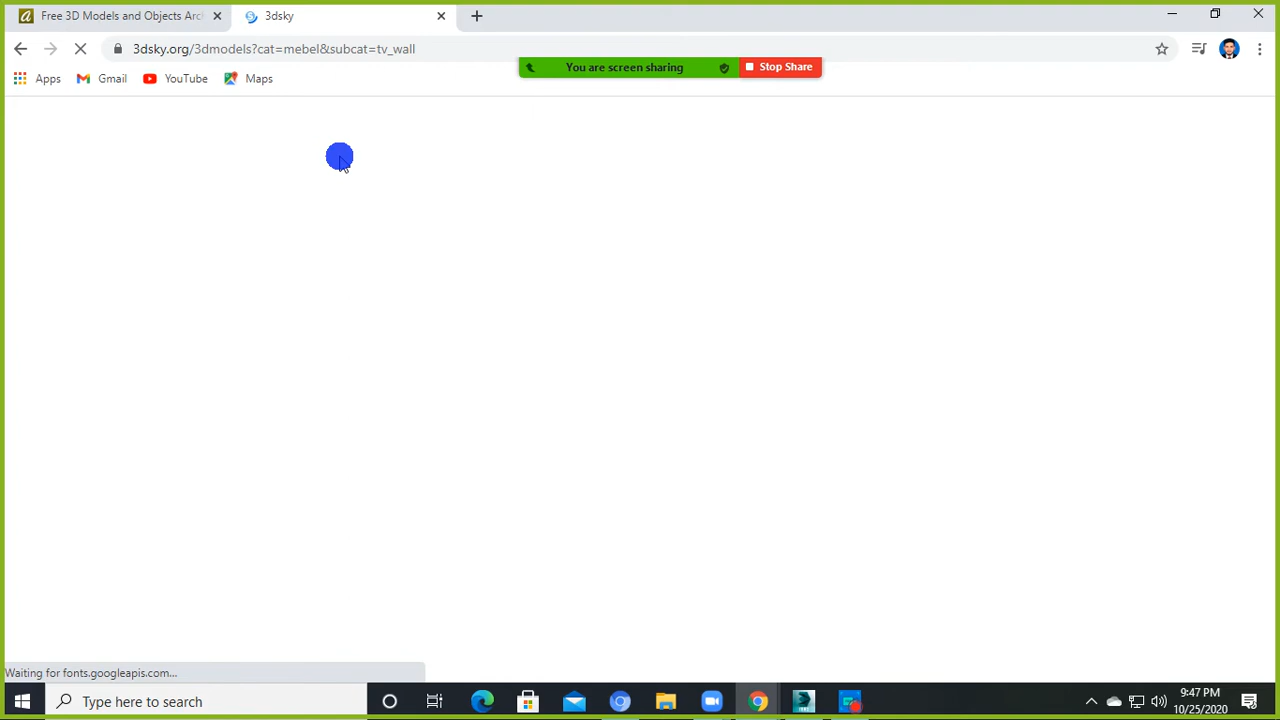 Free 3D Models and Objects Arch
3dsky
3dsky.org/3dmodels?cat=mebel&subcat=tv_wall
You are screen sharing
Stop Share
Apps
Gmail
YouTube
Maps
Waiting for fonts.googleapis.com...
Type here to search
9:47 PM
10/25/2020